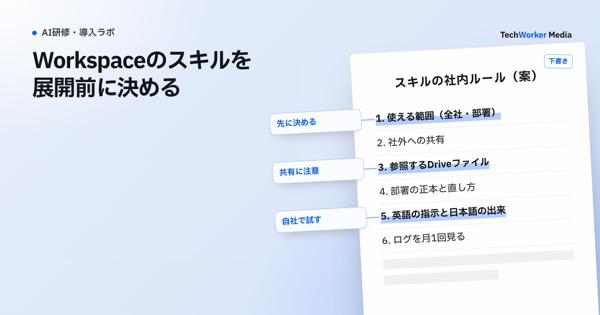 AI研修・導入ラボ
Workspaceのスキルを
展開前に決める
TechWorker Media
下書き
スキルの社内ルール（案）
先に決める
1. 使える範囲（全社・部署）
2. 社外への共有
共有に注意
3. 参照するDriveファイル
4. 部署の正本と直し方
自社で試す
5. 英語の指示と日本語の出来
6. ログを月1回見る